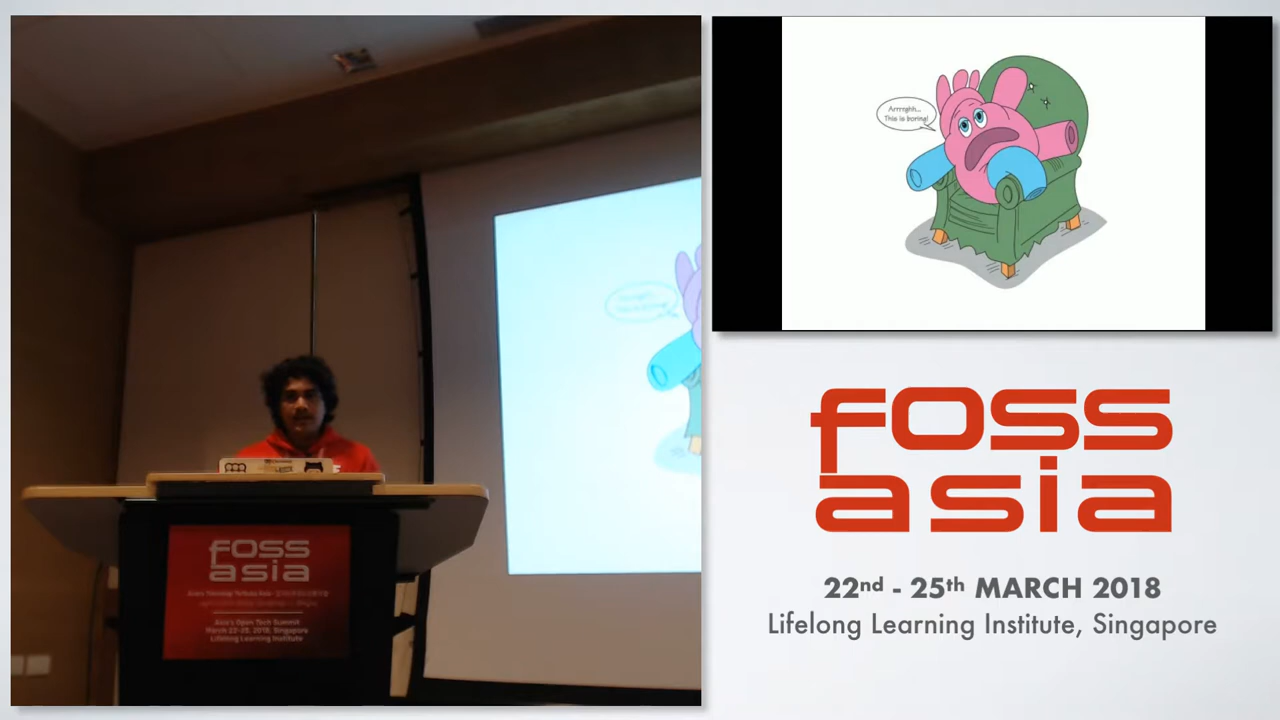 Arrrrghh...
This is boring!
foss
asia
22nd - 25th MARCH 2018
Lifelong Learning Institute, Singapore
foss
asia
Asia's Open Tech Summit
March 22-25, 2018, Singapore
Lifelong Learning Institute